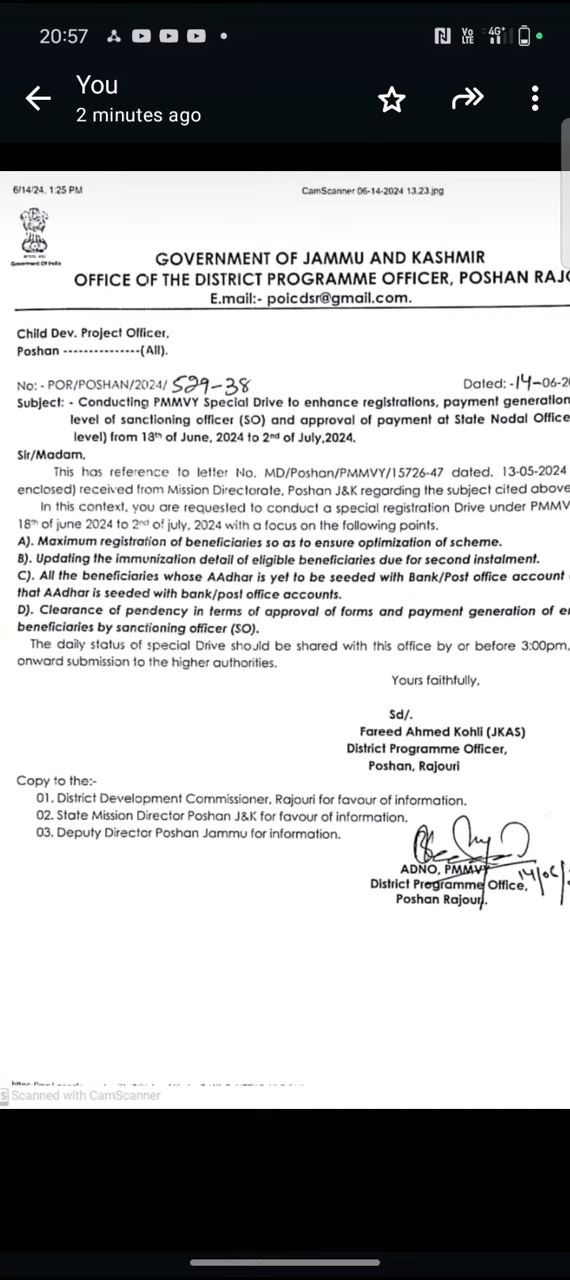 20:57
VoLTE 4G+
You
2 minutes ago
6/14/24, 1:25 PM CamScanner 06-14-2024 13.23.jpg
Government Of India
GOVERNMENT OF JAMMU AND KASHMIR
OFFICE OF THE DISTRICT PROGRAMME OFFICER, POSHAN RAJO
E.mail:- poicdsr@gmail.com.
Child Dev. Project Officer,
Poshan ---------------(All).
No: - POR/POSHAN/2024/ 529-38 Dated: -14-06-20
Subject: - Conducting PMMVY Special Drive to enhance registrations, payment generation
level of sanctioning officer (SO) and approval of payment at State Nodal Office
level) from 18th of June, 2024 to 2nd of July,2024.
Sir/Madam,
This has reference to letter No. MD/Poshan/PMMVY/15726-47 dated. 13-05-2024
enclosed) received from Mission Directorate, Poshan J&K regarding the subject cited above
In this context, you are requested to conduct a special registration Drive under PMMV
18th of june 2024 to 2nd of july, 2024 with a focus on the following points.
A). Maximum registration of beneficiaries so as to ensure optimization of scheme.
B). Updating the immunization detail of eligible beneficiaries due for second instalment.
C). All the beneficiaries whose AAdhar is yet to be seeded with Bank/Post office account
that AAdhar is seeded with bank/post office accounts.
D). Clearance of pendency in terms of approval of forms and payment generation of e
beneficiaries by sanctioning officer (SO).
The daily status of special Drive should be shared with this office by or before 3:00pm,
onward submission to the higher authorities.
Yours faithfully,
Sd/.
Fareed Ahmed Kohli (JKAS)
District Programme Officer,
Poshan, Rajouri
Copy to the:-
01. District Development Commissioner, Rajouri for favour of information.
02. State Mission Director Poshan J&K for favour of information.
03. Deputy Director Poshan Jammu for information.
ADNO, PMMVY 14/06/
District Programme Office,
Poshan Rajouri.
Scanned with CamScanner